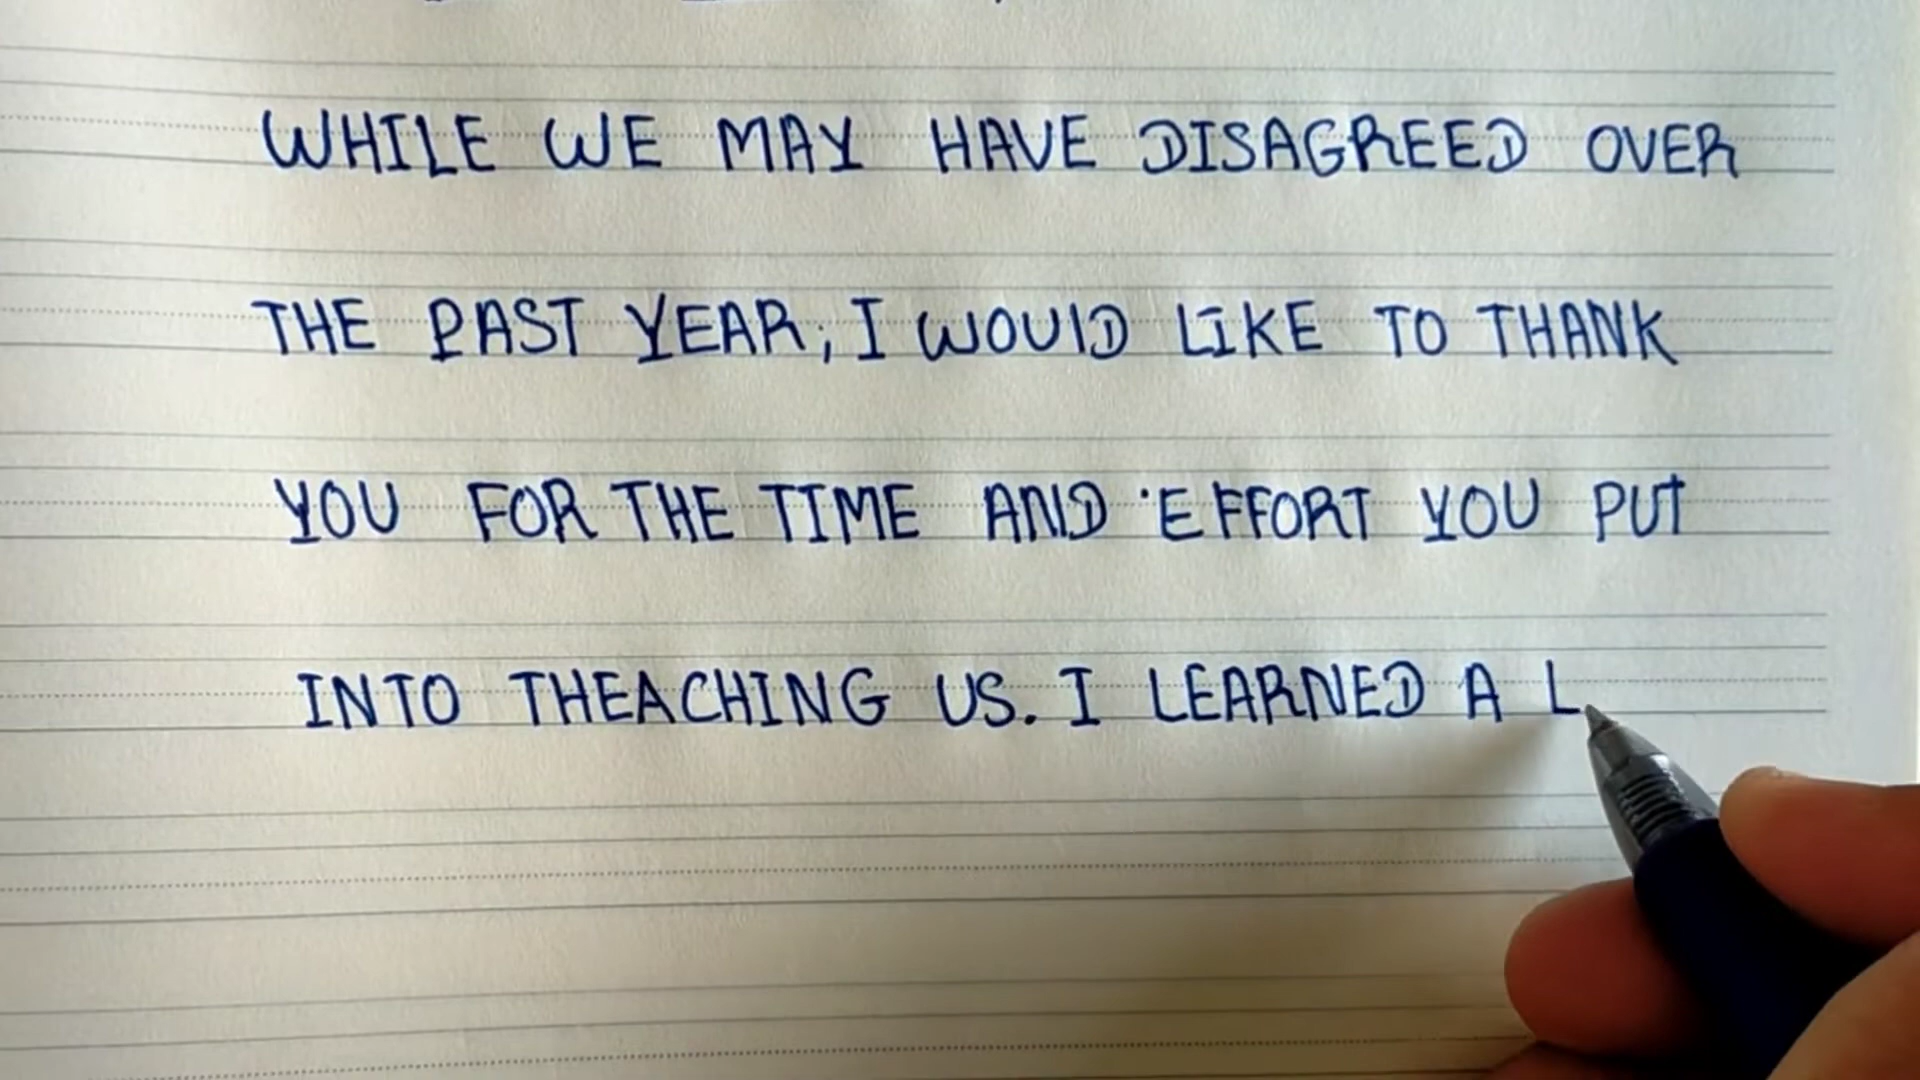 WHILE WE MAY HAVE DISAGREED OVER
THE PAST YEAR, I WOULD LIKE TO THANK
YOU FOR THE TIME AND EFFORT YOU PUT
INTO THEACHING US. I LEARNED A L